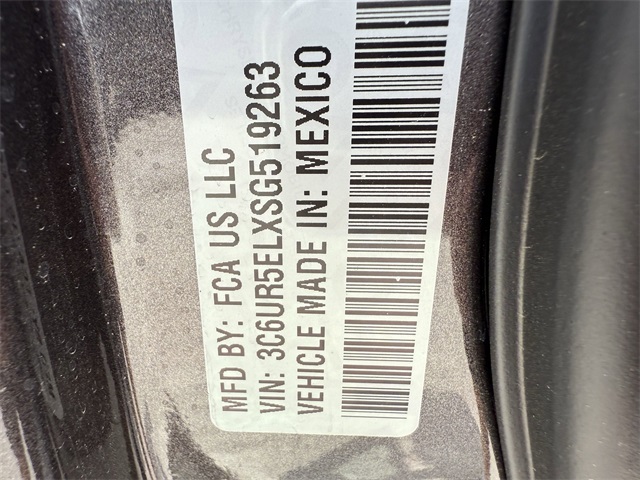 MFD BY: FCA US LLC
VIN: 3C6UR5ELXSG519263
VEHICLE MADE IN: MEXICO